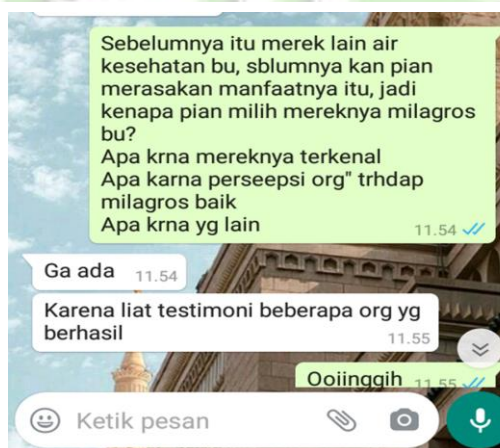 Sebelumnya itu merek lain air
kesehatan bu, sblumnya kan pian
merasakan manfaatnya itu, jadi
kenapa pian milih mereknya milagros
bu?
Apa krna mereknya terkenal
Apa karna perseepsi org" trhdap
milagros baik
Apa krna yg lain
11.54
Ga ada 11.54
Karena liat testimoni beberapa org yg
berhasil
11.55
Ooiinggih 11.55
Ketik pesan